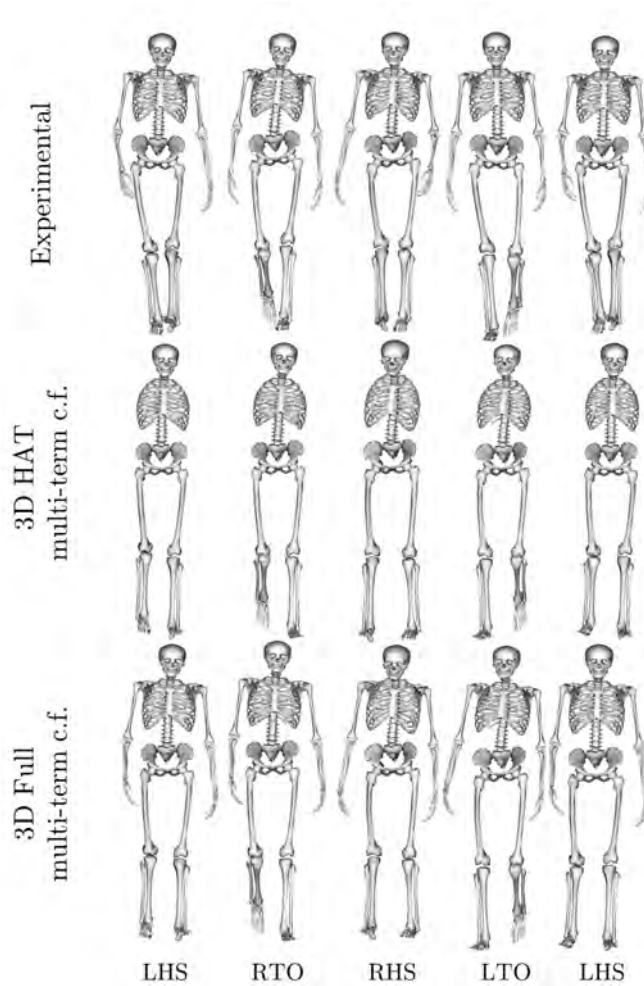 Experimental
3D HAT
multi-term c.f.
3D Full
multi-term c.f.
LHS RTO RHS LTO LHS